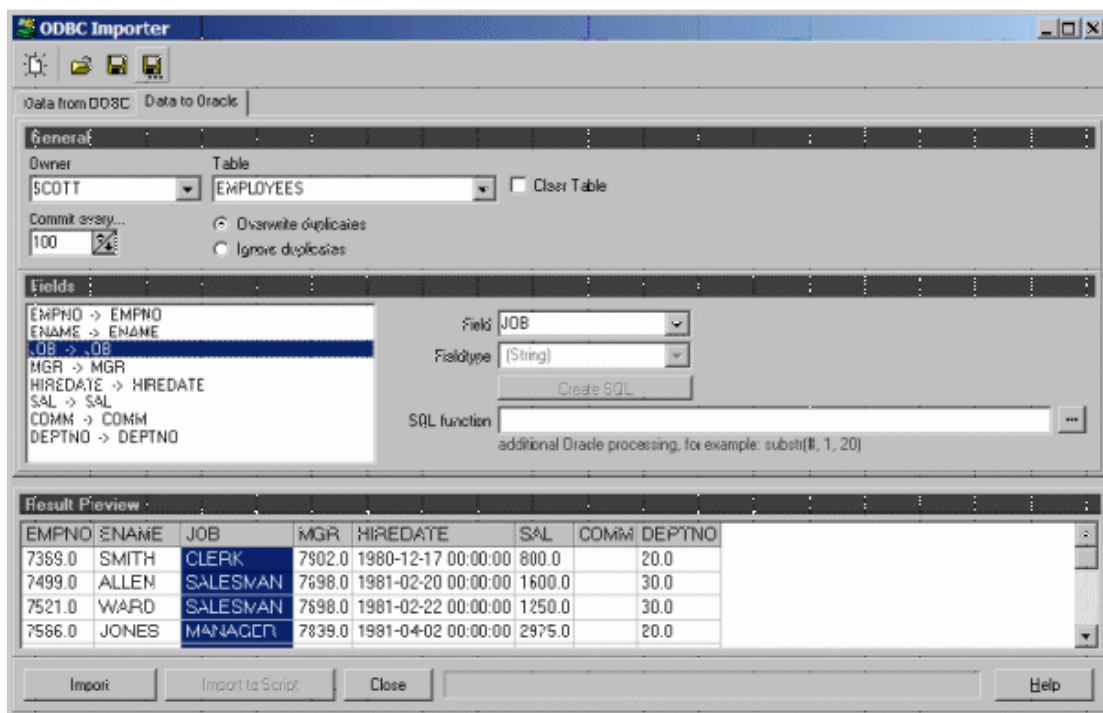 ODBC Importer
Data from ODBC Data to Oracle
General
Owner Table
SCOTT EMPLOYEES Clear Table
Commit every... Overwrite duplicates
100 Ignore duplicates
Fields
EMPNO -> EMPNO
ENAME -> ENAME
JOB -> JOB
MGR -> MGR
HIREDATE -> HIREDATE
SAL -> SAL
COMM -> COMM
DEPTNO -> DEPTNO
Field JOB
Fieldtype (String)
Create SQL
SQL function ...
additional Oracle processing, for example: substr(#, 1, 20)
Result Preview
EMPNO ENAME JOB MGR HIREDATE SAL COMM DEPTNO
7369.0 SMITH CLERK 7902.0 1980-12-17 00:00:00 800.0 20.0
7499.0 ALLEN SALESMAN 7698.0 1981-02-20 00:00:00 1600.0 30.0
7521.0 WARD SALESMAN 7698.0 1981-02-22 00:00:00 1250.0 30.0
7566.0 JONES MANAGER 7839.0 1981-04-02 00:00:00 2975.0 20.0
Import Import to Script Close Help